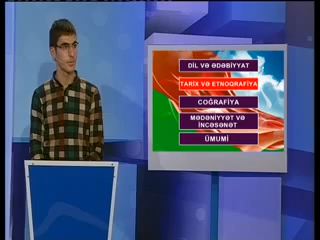 DİL VƏ ƏDƏBİYYAT
TARİX VƏ ETNOQRAFİYA
COĞRAFİYA
MƏDƏNİYYƏT VƏ
İNCƏSƏNƏT
ÜMUMİ